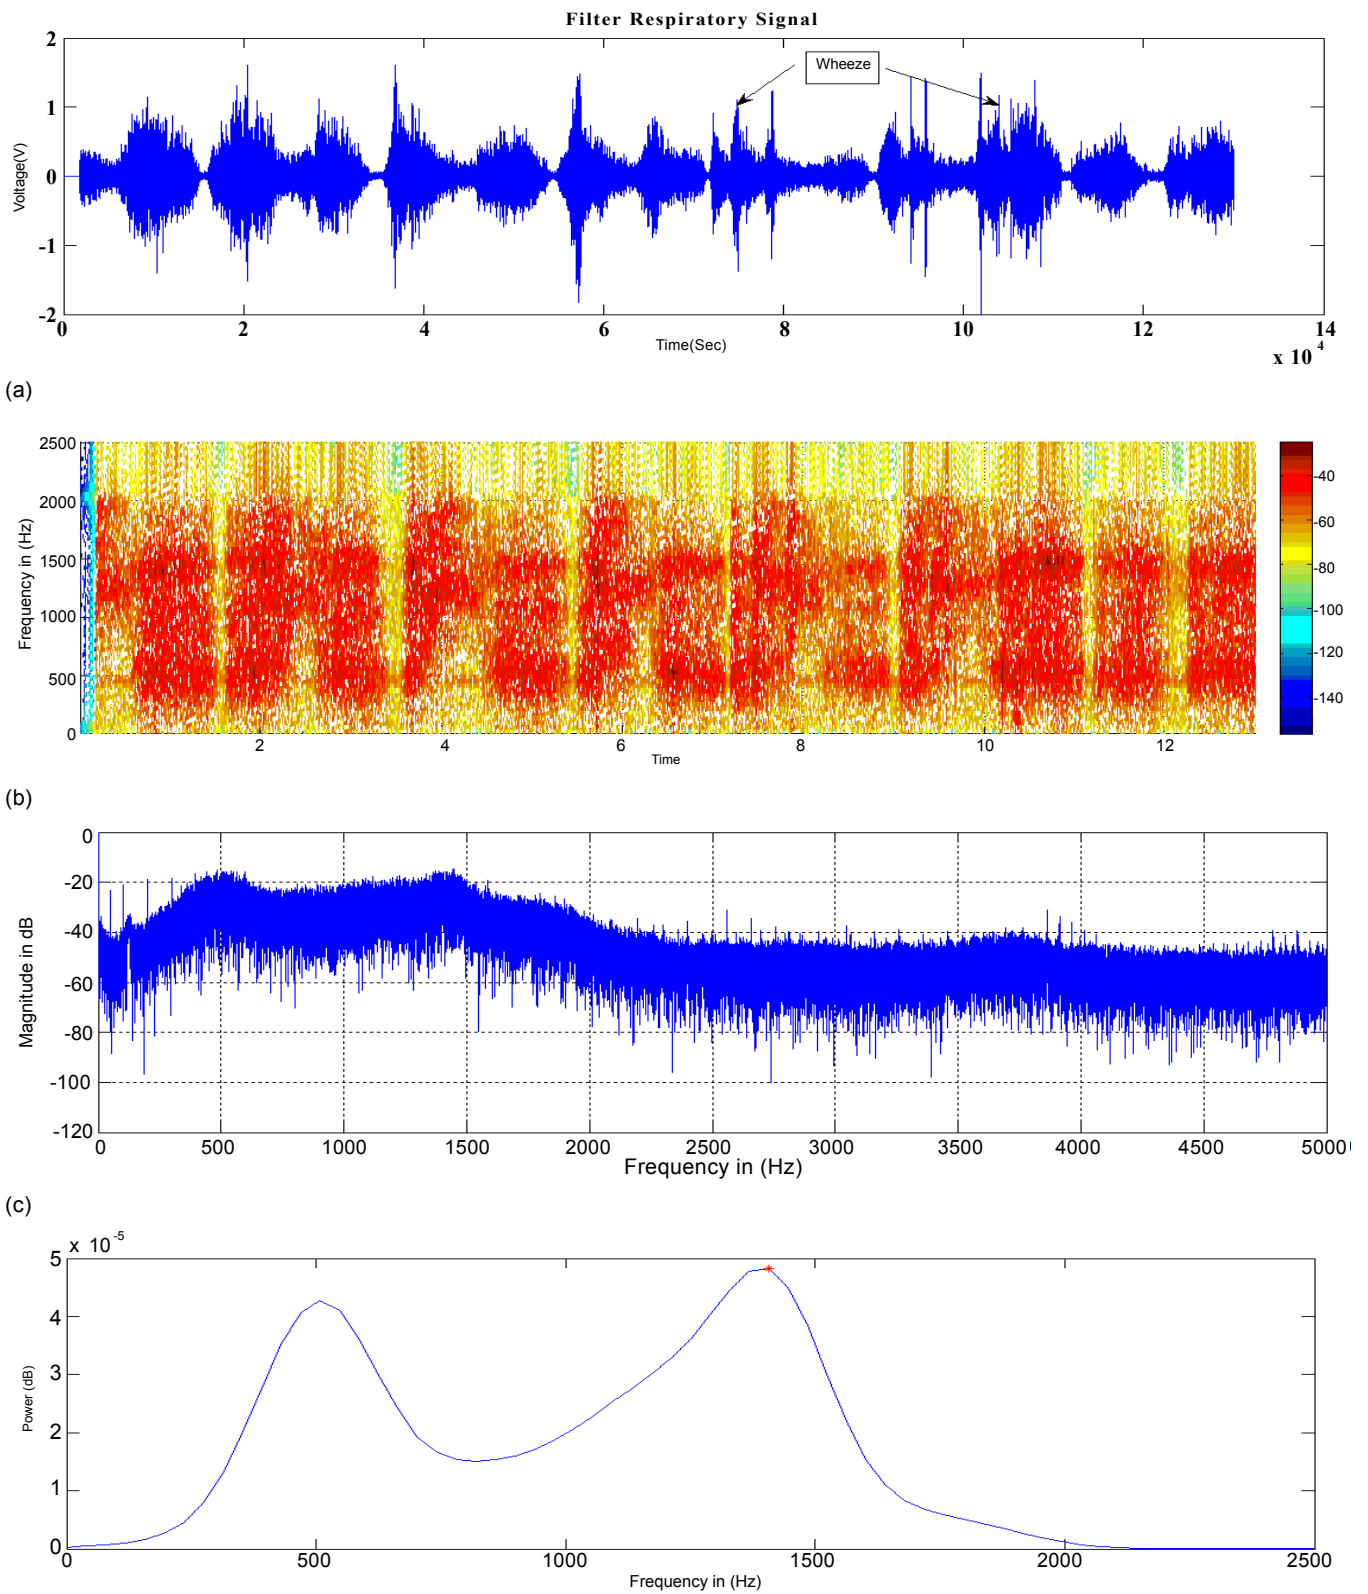 Filter Respiratory Signal
2
1
0
-1
-2
Voltage(V)
Wheeze
0 2 4 6 8 10 12 14
Time(Sec)
x 10 4
(a)
2500
2000
1500
1000
500
0
Frequency in (Hz)
2 4 6 8 10 12
Time
-40
-60
-80
-100
-120
-140
(b)
0
-20
-40
-60
-80
-100
-120
Magnitude in dB
0 500 1000 1500 2000 2500 3000 3500 4000 4500 5000
Frequency in (Hz)
(c)
x 10 -5
5
4
3
2
1
0
Power (dB)
0 500 1000 1500 2000 2500
Frequency in (Hz)